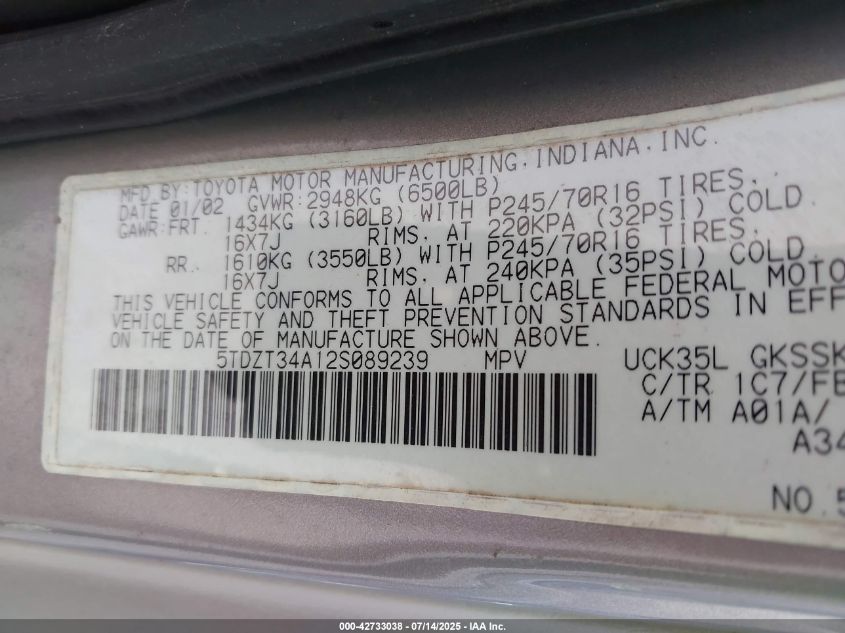 MFD BY:TOYOTA MOTOR MANUFACTURING,INDIANA,INC.
DATE 01/02 GVWR:2948KG (6500LB)
GAWR:FRT. 1434KG (3160LB) WITH P245/70R16 TIRES,
16X7J RIMS, AT 220KPA (32PSI) COLD.
RR. 1610KG (3550LB) WITH P245/70R16 TIRES,
16X7J RIMS, AT 240KPA (35PSI) COLD.
THIS VEHICLE CONFORMS TO ALL APPLICABLE FEDERAL MOTO
VEHICLE SAFETY AND THEFT PREVENTION STANDARDS IN EFF
ON THE DATE OF MANUFACTURE SHOWN ABOVE.
5TDZT34A12S089239 MPV UCK35L GKSSK
C/TR 1C7/FB
A/TM A01A/
A34
NO.5
000-42733038 - 07/14/2025 - IAA Inc.